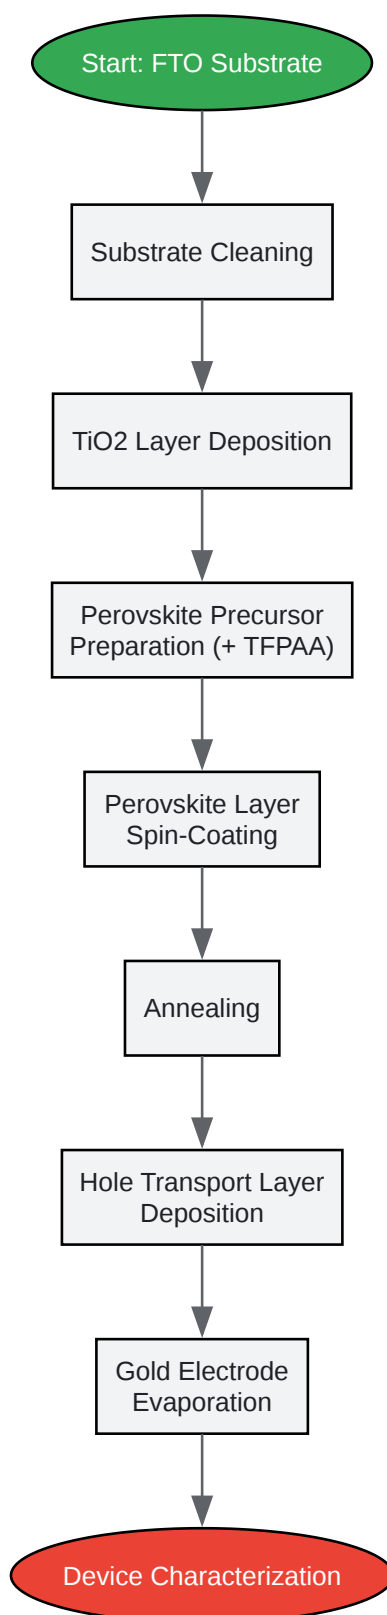 Start: FTO Substrate
Substrate Cleaning
TiO2 Layer Deposition
Perovskite Precursor
Preparation (+ TFPAA)
Perovskite Layer
Spin-Coating
Annealing
Hole Transport Layer
Deposition
Gold Electrode
Evaporation
Device Characterization